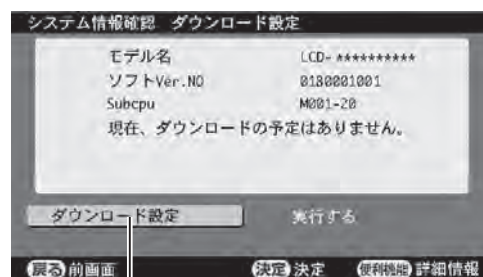 システム情報確認 ダウンロード設定
モデル名 LCD-**********
ソフトVer.NO 0180001001
Subcpu M001-20
現在、ダウンロードの予定はありません。
ダウンロード設定 実行する
戻る 前画面 決定 決定 便利機能 詳細情報